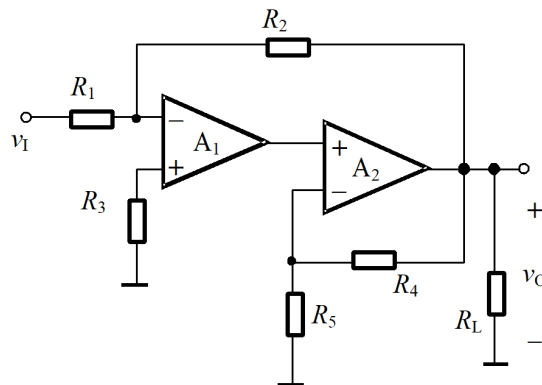 R2
R1
−
A1
vI
+
+
A2
−
R3
R4
+
vO
R5
RL
−